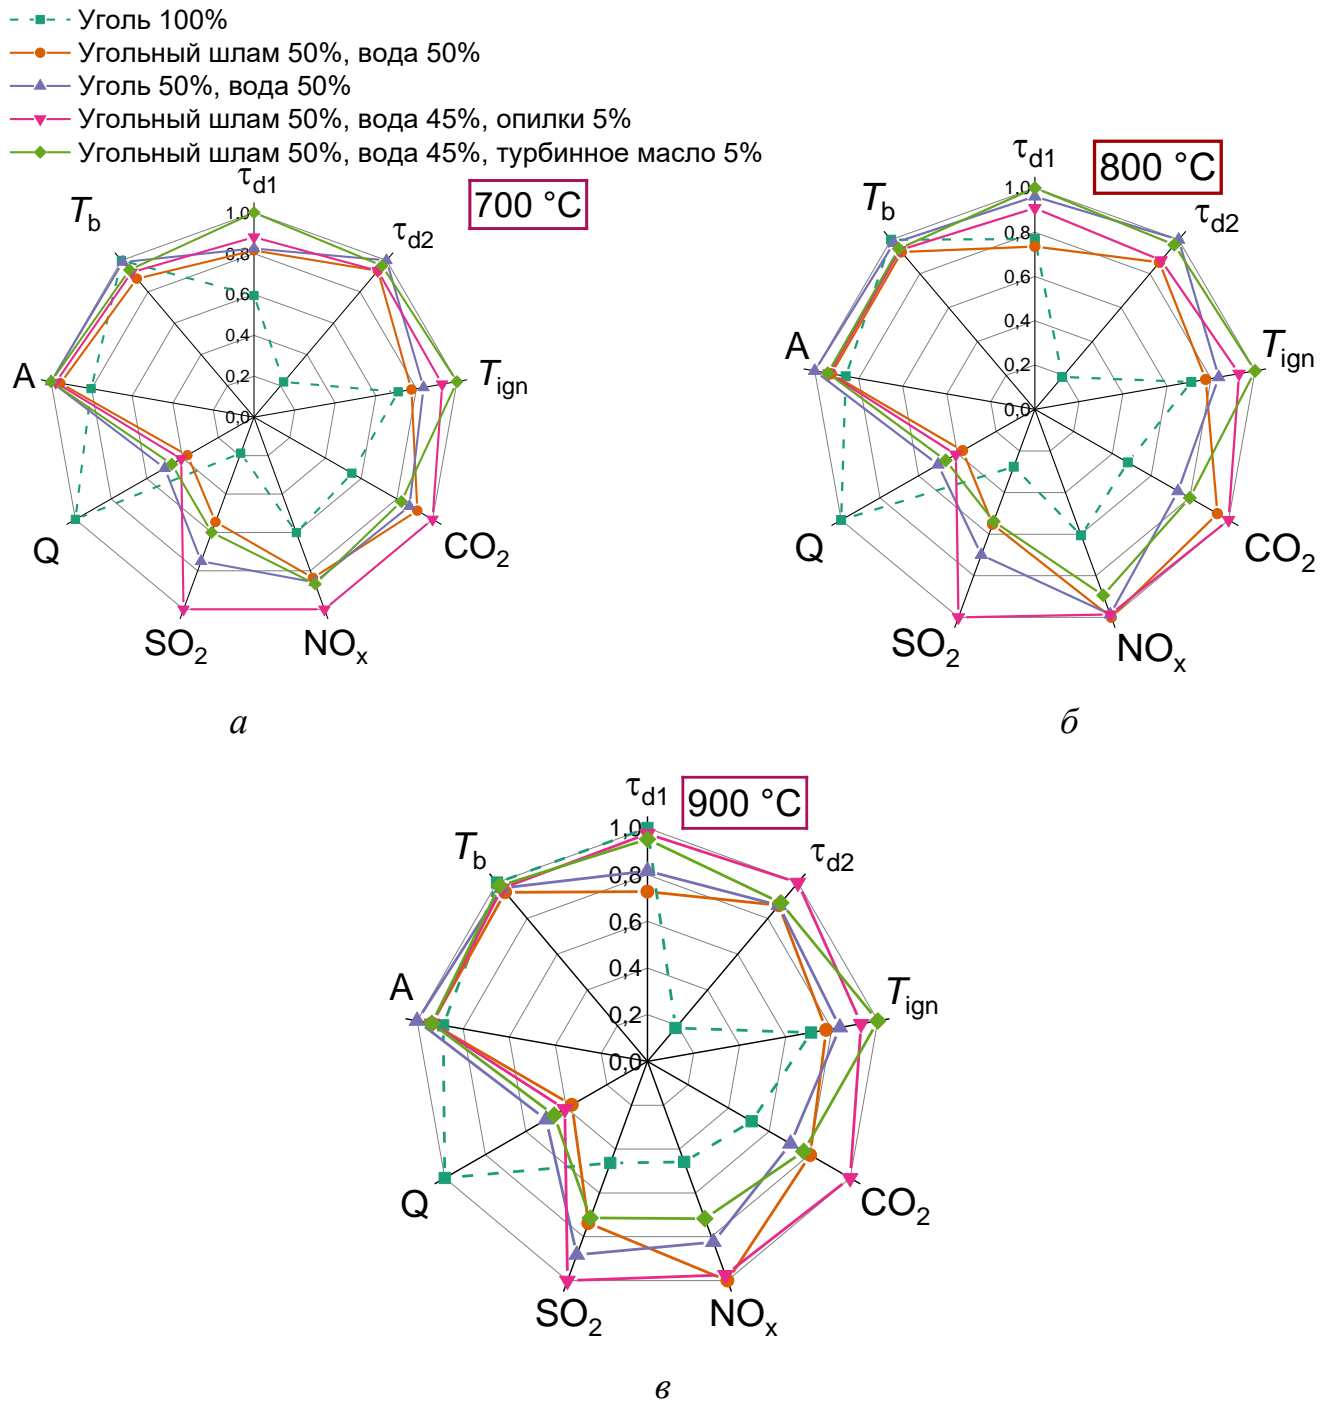 Уголь 100%
Угольный шлам 50%, вода 50%
Уголь 50%, вода 50%
Угольный шлам 50%, вода 45%, опилки 5%
Угольный шлам 50%, вода 45%, турбинное масло 5%
700 °C
τd1
τd2
Tign
CO2
NOx
SO2
Q
A
Tb
1,0
0,8
0,6
0,4
0,2
0,0
а
800 °C
τd1
τd2
Tign
CO2
NOx
SO2
Q
A
Tb
1,0
0,8
0,6
0,4
0,2
0,0
б
900 °C
τd1
τd2
Tign
CO2
NOx
SO2
Q
A
Tb
1,0
0,8
0,6
0,4
0,2
0,0
в